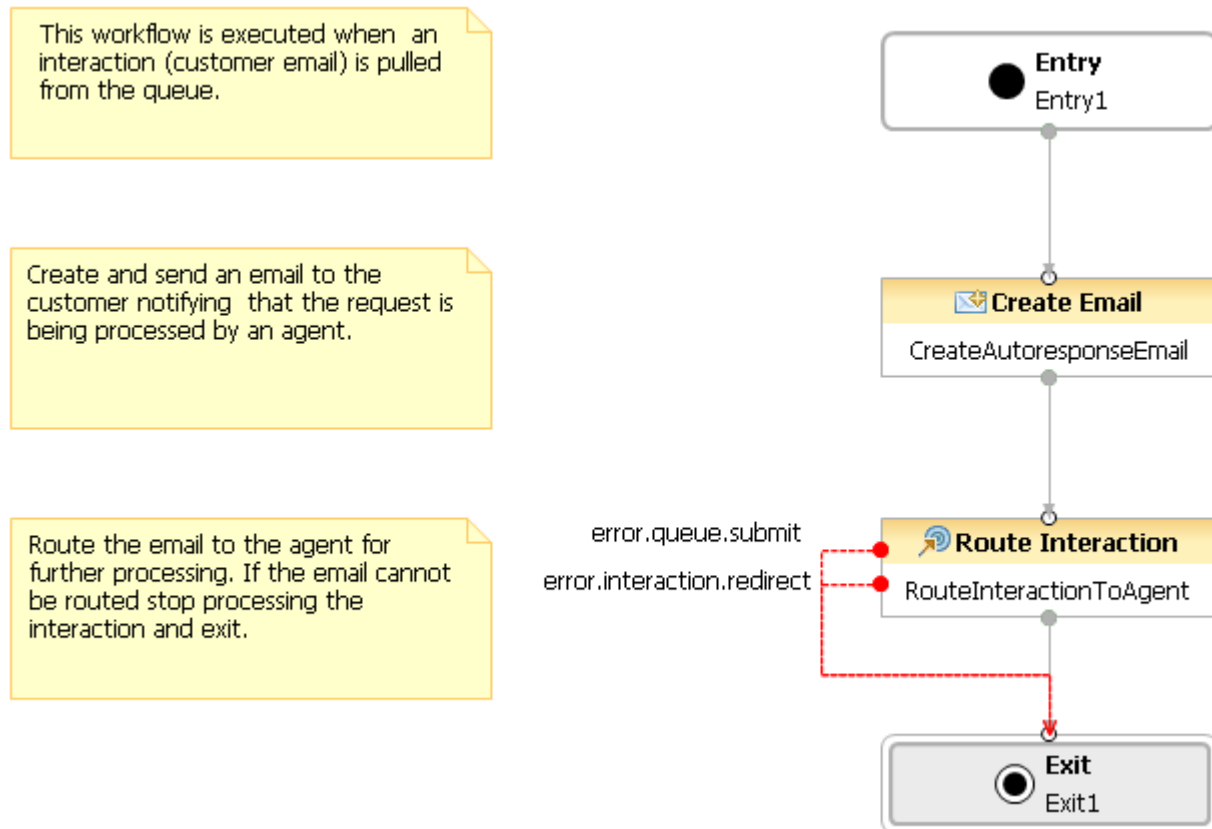 This workflow is executed when an
interaction (customer email) is pulled
from the queue.
Entry
Entry1
Create and send an email to the
customer notifying that the request is
being processed by an agent.
Create Email
CreateAutoresponseEmail
Route the email to the agent for
further processing. If the email cannot
be routed stop processing the
interaction and exit.
error.queue.submit
error.interaction.redirect
Route Interaction
RouteInteractionToAgent
Exit
Exit1